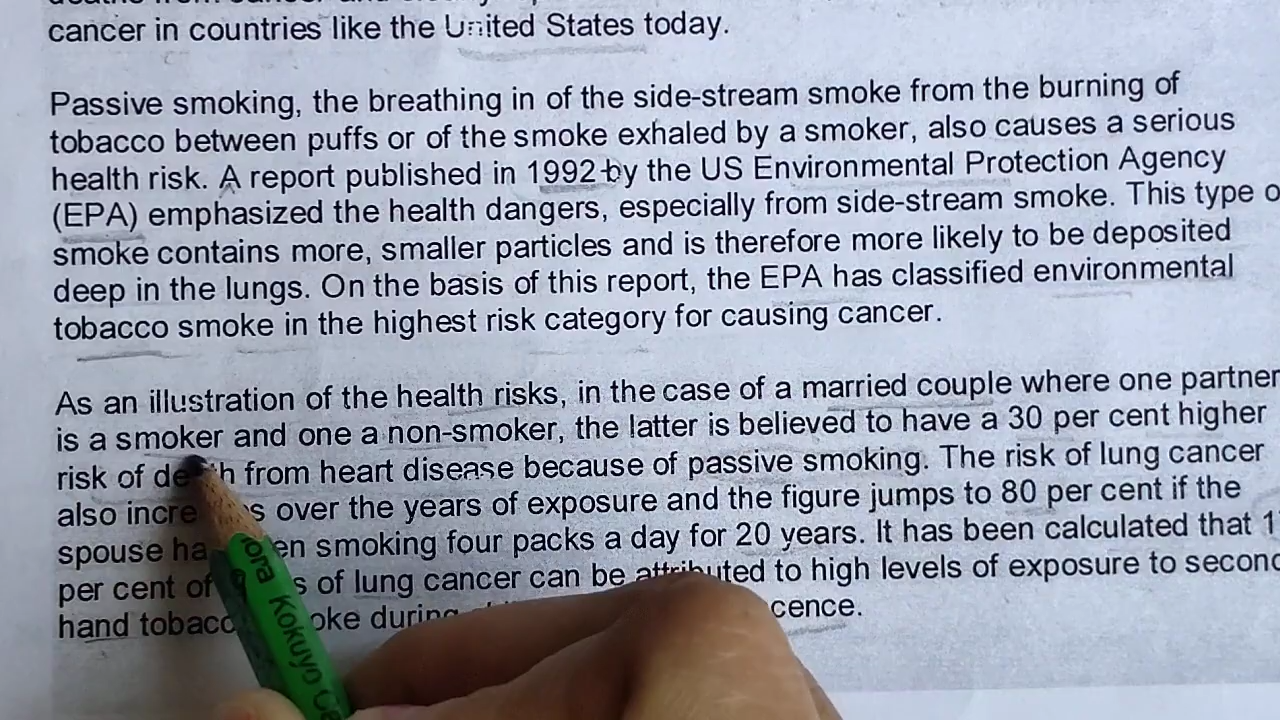 cancer in countries like the United States today.
Passive smoking, the breathing in of the side-stream smoke from the burning of
tobacco between puffs or of the smoke exhaled by a smoker, also causes a serious
health risk. A report published in 1992 by the US Environmental Protection Agency
(EPA) emphasized the health dangers, especially from side-stream smoke. This type o
smoke contains more, smaller particles and is therefore more likely to be deposited
deep in the lungs. On the basis of this report, the EPA has classified environmental
tobacco smoke in the highest risk category for causing cancer.
As an illustration of the health risks, in the case of a married couple where one partner
is a smoker and one a non-smoker, the latter is believed to have a 30 per cent higher
risk of death from heart disease because of passive smoking. The risk of lung cancer
also over the years of exposure and the figure jumps to 80 per cent if the
spouse smoking four packs a day for 20 years. It has been calculated that 1
per cent of of lung cancer can be attributed to high levels of exposure to second
hand during
Kokuyo